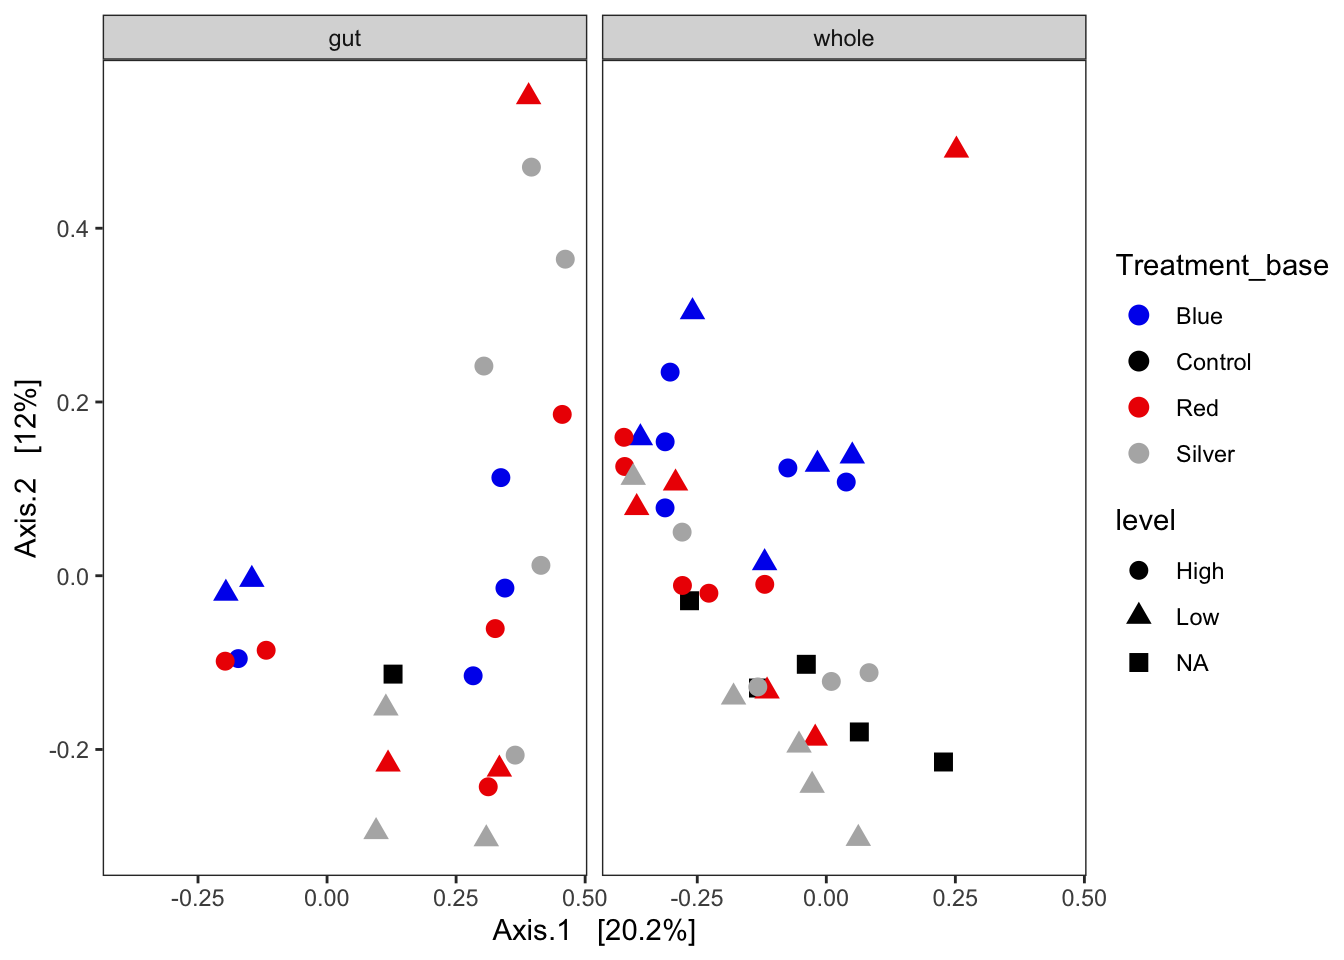 gut
whole
0.4
0.2
0.0
-0.2
Axis.2 [12%]
-0.25 0.00 0.25 0.50
-0.25 0.00 0.25 0.50
Axis.1 [20.2%]
Treatment_base
Blue
Control
Red
Silver
level
High
Low
NA